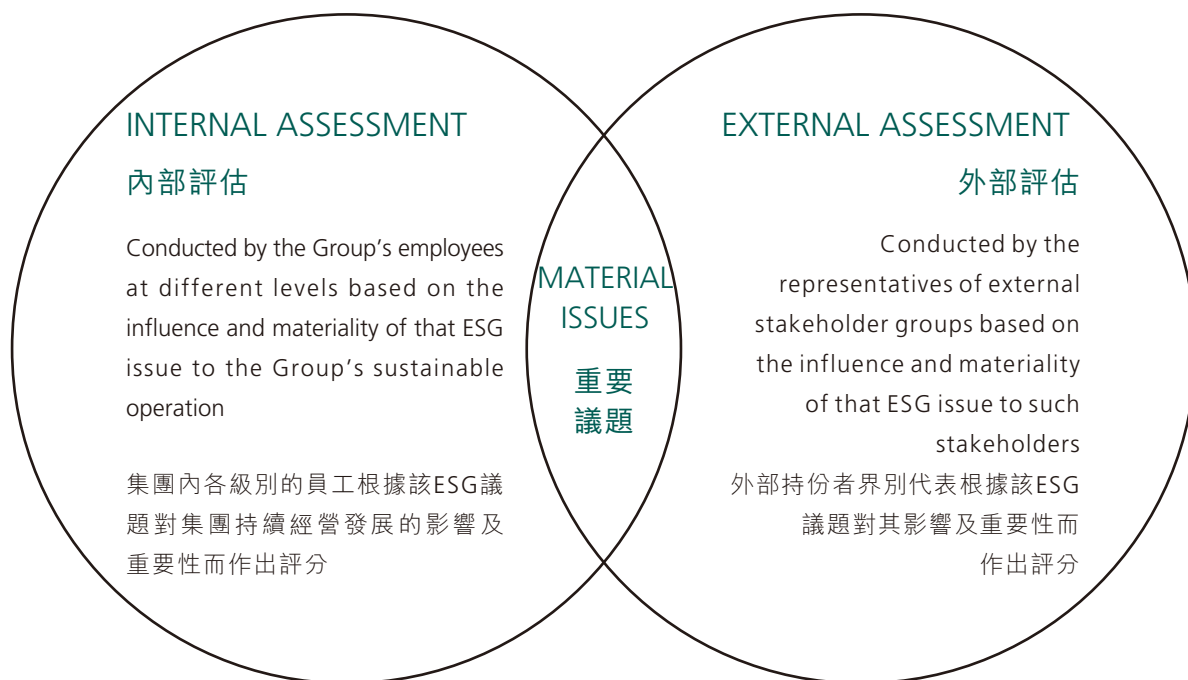 INTERNAL ASSESSMENT
內部評估
Conducted by the Group’s employees
at different levels based on the
influence and materiality of that ESG
issue to the Group’s sustainable
operation
集團內各級別的員工根據該ESG議
題對集團持續經營發展的影響及
重要性而作出評分
MATERIAL
ISSUES
重要
議題
EXTERNAL ASSESSMENT
外部評估
Conducted by the
representatives of external
stakeholder groups based on
the influence and materiality
of that ESG issue to such
stakeholders
外部持份者界別代表根據該ESG
議題對其影響及重要性而
作出評分